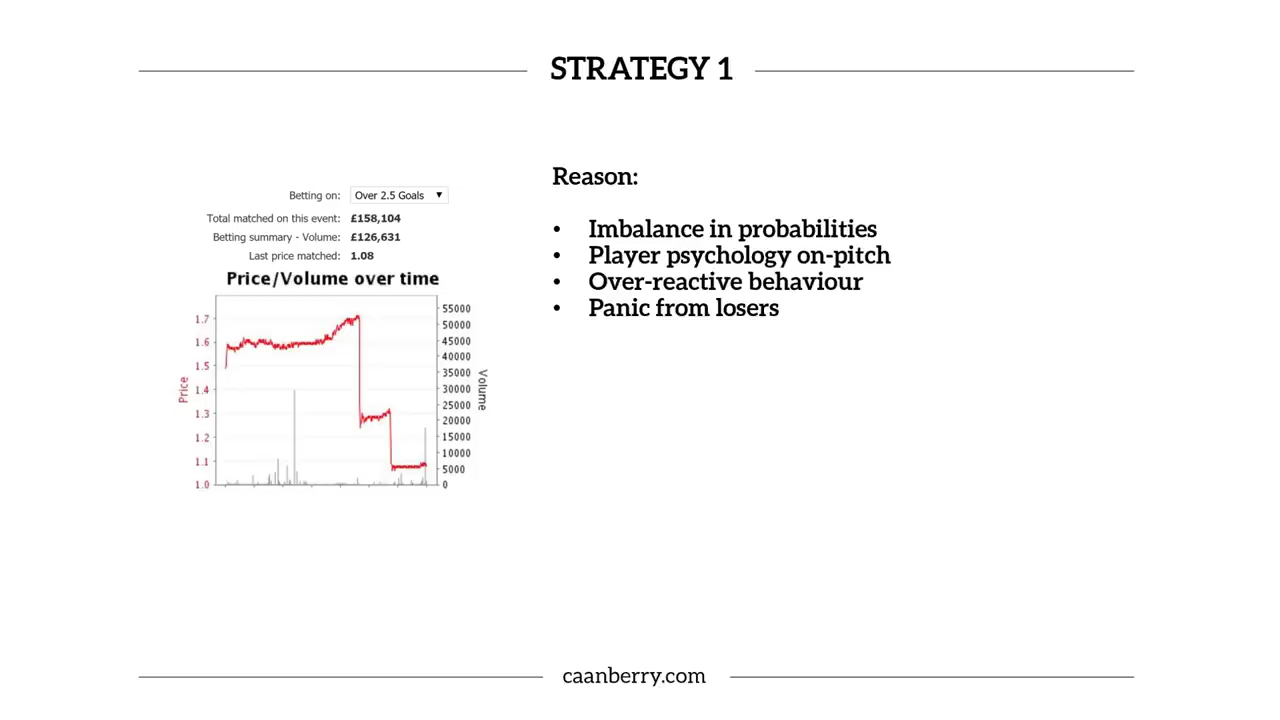 STRATEGY 1
Betting on: Over 2.5 Goals ▼
Total matched on this event: £158,104
Betting summary - Volume: £126,631
Last price matched: 1.08
Price/Volume over time
Price
1.7
1.6
1.5
1.4
1.3
1.2
1.1
1.0
55000
50000
45000
40000
35000
30000
25000
20000
15000
10000
5000
0
Volume
Reason:
• Imbalance in probabilities
• Player psychology on-pitch
• Over-reactive behaviour
• Panic from losers
caanberry.com